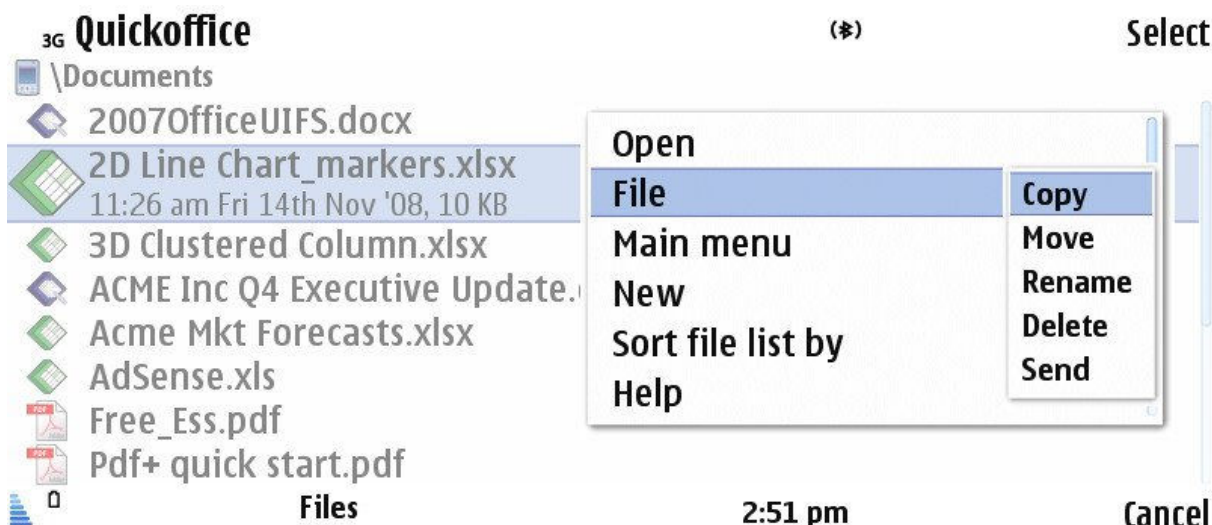 3G Quickoffice
Select
\Documents
2007OfficeUIFS.docx
2D Line Chart_markers.xlsx
11:26 am Fri 14th Nov '08, 10 KB
3D Clustered Column.xlsx
ACME Inc Q4 Executive Update.
Acme Mkt Forecasts.xlsx
AdSense.xls
Free_Ess.pdf
Pdf+ quick start.pdf
Open
File
Main menu
New
Sort file list by
Help
Copy
Move
Rename
Delete
Send
Files
2:51 pm
Cancel